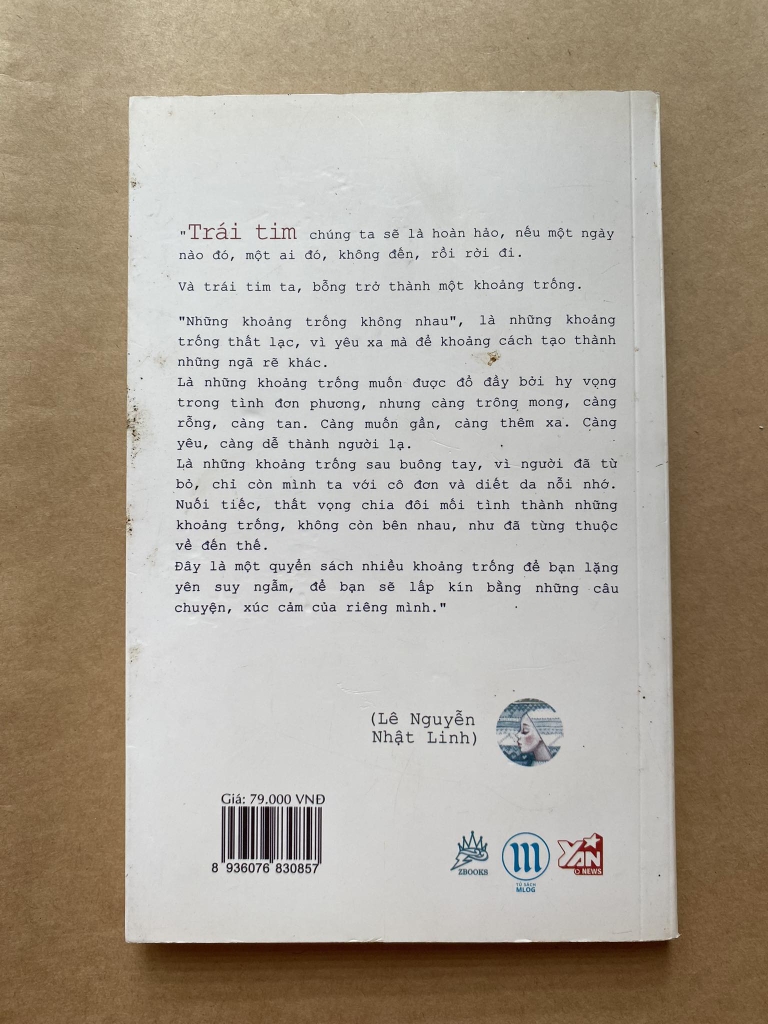 "Trái tim chúng ta sẽ là hoàn hảo, nếu một ngày
nào đó, một ai đó, không đến, rồi rời đi.
Và trái tim ta, bỗng trở thành một khoảng trống.
"Những khoảng trống không nhau", là những khoảng
trống thất lạc, vì yêu xa mà để khoảng cách tạo thành
những ngã rẽ khác.
Là những khoảng trống muốn được đổ đầy bởi hy vọng
trong tình đơn phương, nhưng càng trông mong, càng
rỗng, càng tan. Càng muốn gần, càng thêm xa. Càng
yêu, càng dễ thành người lạ.
Là những khoảng trống sau buông tay, vì người đã từ
bỏ, chỉ còn mình ta với cô đơn và diết da nỗi nhớ.
Nuối tiếc, thất vọng chia đôi mối tình thành những
khoảng trống, không còn bên nhau, như đã từng thuộc
về đến thế.
Đây là một quyển sách nhiều khoảng trống để bạn lặng
yên suy ngẫm, để bạn sẽ lấp kín bằng những câu
chuyện, xúc cảm của riêng mình."
(Lê Nguyễn
Nhật Linh)
Giá: 79.000 VNĐ
8 936076 830857
ZBOOKS
m
TỦ SÁCH
MLOG
YAN
NEWS